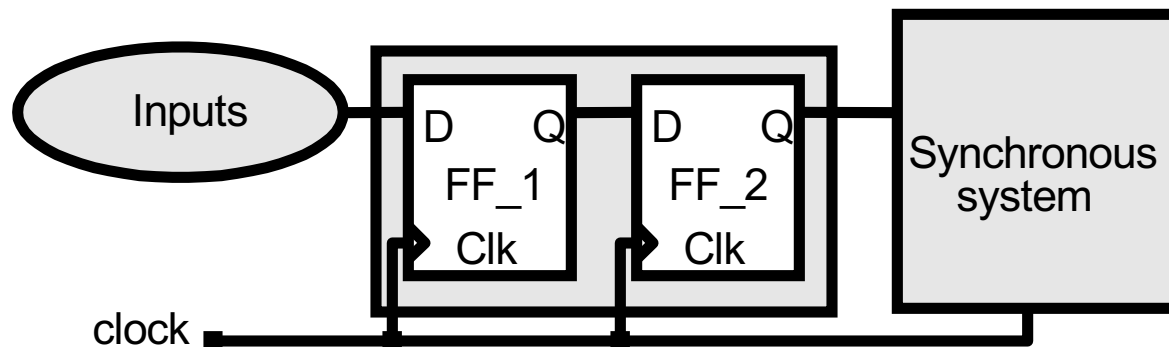 Inputs
D Q
FF_1
Clk
D Q
FF_2
Clk
Synchronous
system
clock